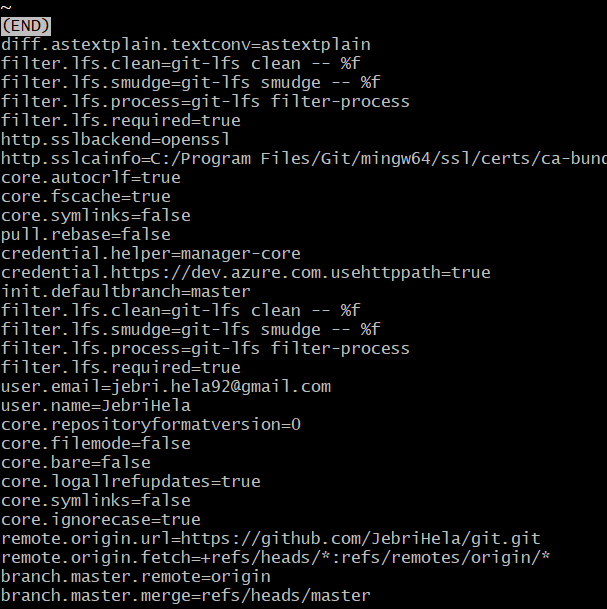 ~
(END)
diff.astextplain.textconv=astextplain
filter.lfs.clean=git-lfs clean -- %f
filter.lfs.smudge=git-lfs smudge -- %f
filter.lfs.process=git-lfs filter-process
filter.lfs.required=true
http.sslbackend=openssl
http.sslcainfo=C:/Program Files/Git/mingw64/ssl/certs/ca-bund
core.autocrlf=true
core.fscache=true
core.symlinks=false
pull.rebase=false
credential.helper=manager-core
credential.https://dev.azure.com.usehttppath=true
init.defaultbranch=master
filter.lfs.clean=git-lfs clean -- %f
filter.lfs.smudge=git-lfs smudge -- %f
filter.lfs.process=git-lfs filter-process
filter.lfs.required=true
user.email=jebri.hela92@gmail.com
user.name=JebriHela
core.repositoryformatversion=0
core.filemode=false
core.bare=false
core.logallrefupdates=true
core.symlinks=false
core.ignorecase=true
remote.origin.url=https://github.com/JebriHela/git.git
remote.origin.fetch=+refs/heads/*:refs/remotes/origin/*
branch.master.remote=origin
branch.master.merge=refs/heads/master